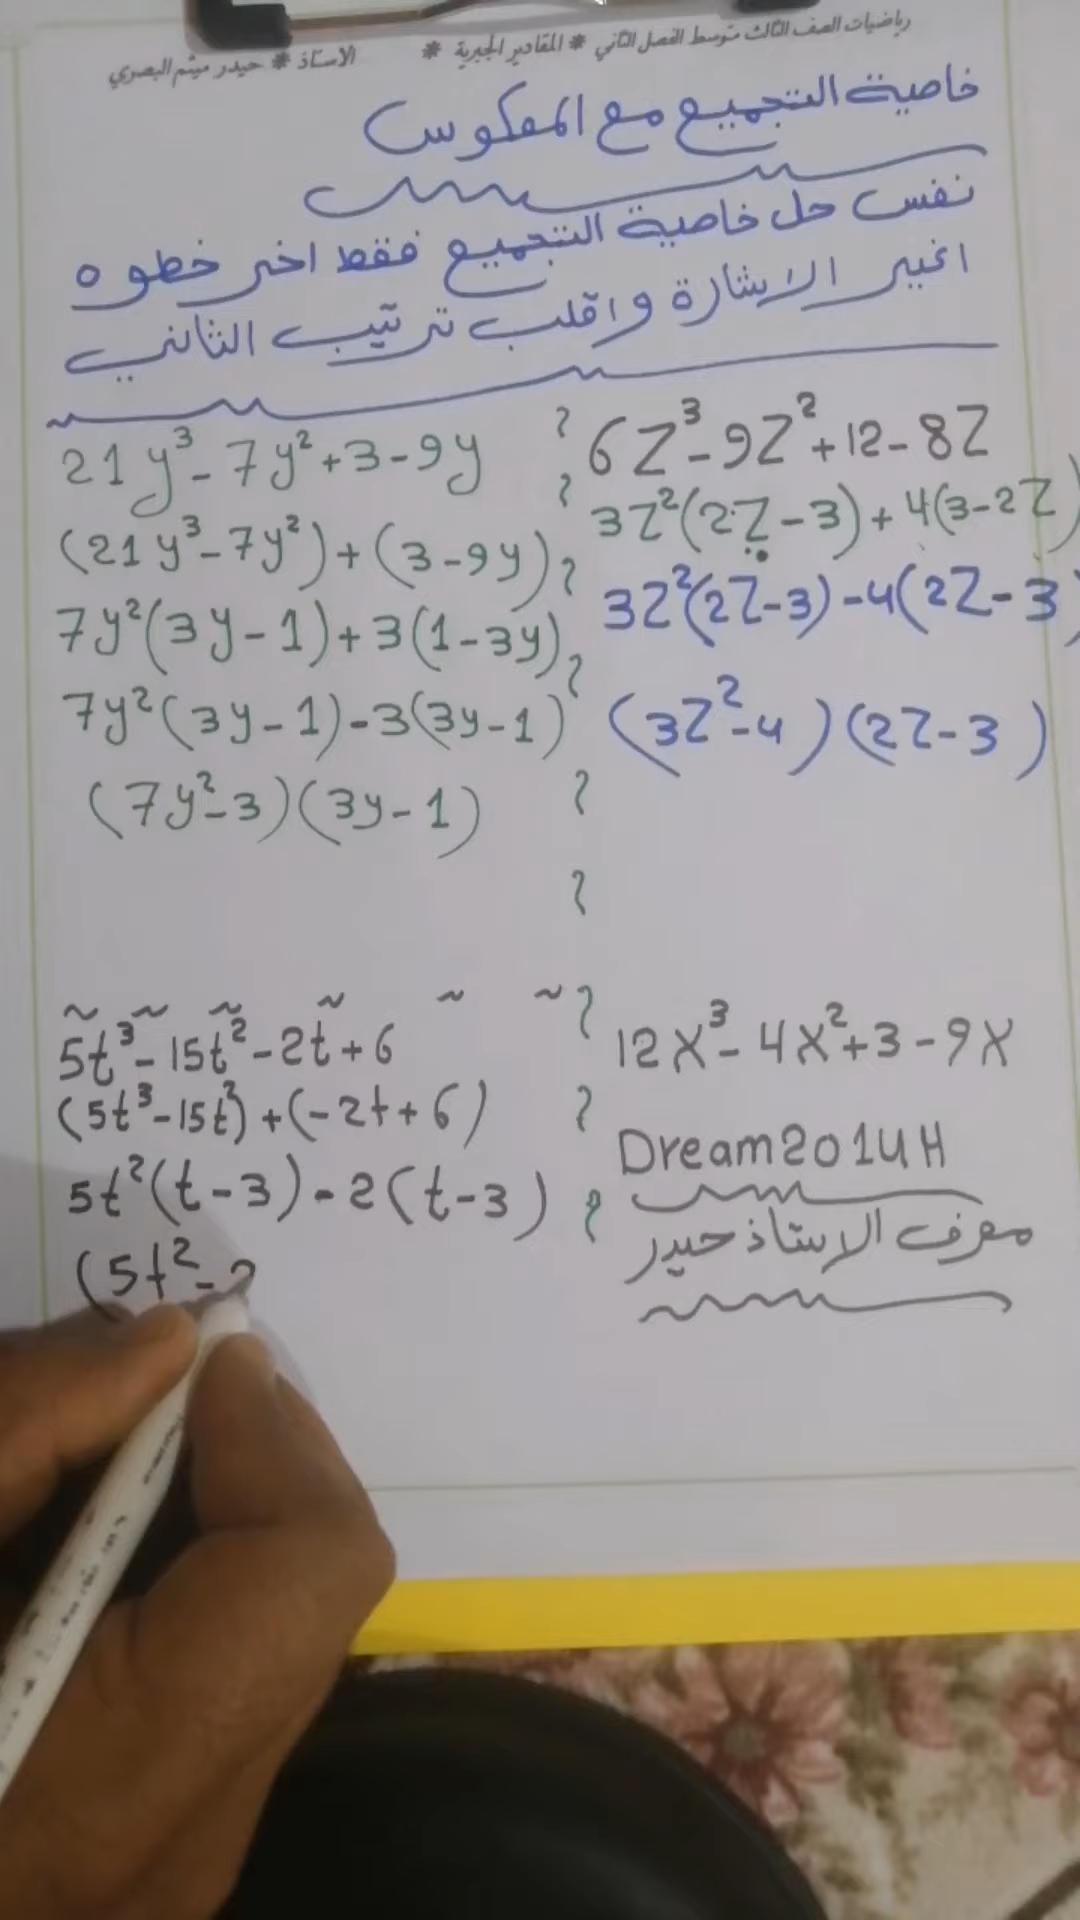 رياضيات الصف الثالث متوسط الفصل الثاني * المقادير الجبرية * الاستاذ * حيدر ميثم البصري
خاصية التجميع مع المعكوس
نفس حل خاصية التجميع فقط اخر خطوه
اغير الاشارة واقلب ترتيب الثاني
21y³-7y²+3-9y
(21y³-7y²)+(3-9y)
7y²(3y-1)+3(1-3y)
7y²(3y-1)-3(3y-1)
(7y²-3)(3y-1)
6Z³-9Z²+12-8Z
3Z²(2Z-3)+4(3-2Z)
3Z²(2Z-3)-4(2Z-3)
(3Z²-4)(2Z-3)
5t³-15t²-2t+6
(5t³-15t²)+(-2t+6)
5t²(t-3)-2(t-3)
(5t²-2
12X³-4X²+3-9X
Dream2014H
معرف الاستاذ حيدر